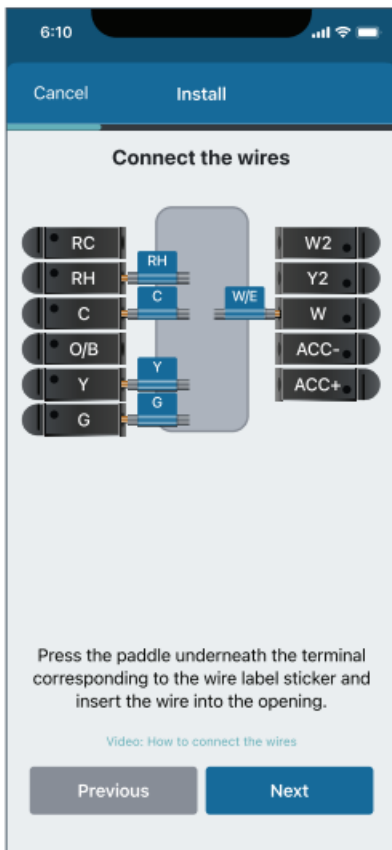 6:10
Cancel
Install
Connect the wires
RC
W2
RH
RH
Y2
C
C
W/E
W
O/B
ACC-
Y
Y
ACC+
G
G
Press the paddle underneath the terminal
corresponding to the wire label sticker and
insert the wire into the opening.
Video: How to connect the wires
Previous
Next